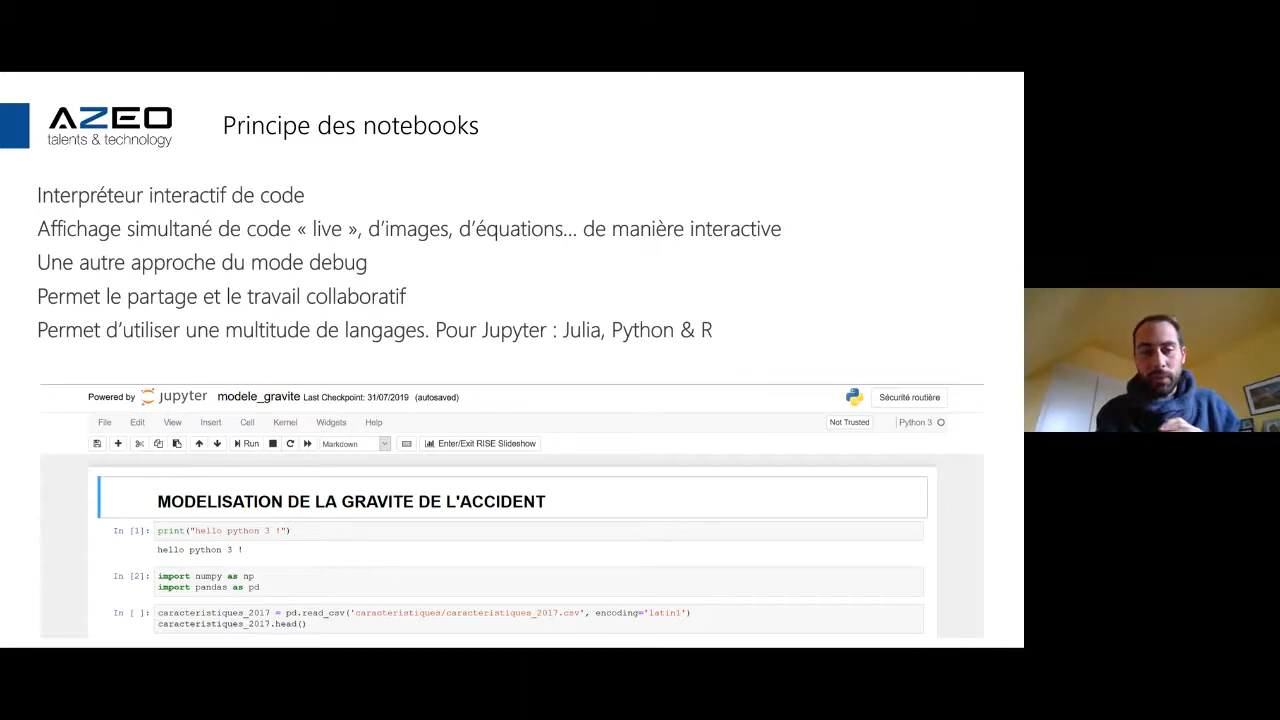 AZEO
talents & technology
Principe des notebooks
Interpréteur interactif de code
Affichage simultané de code « live », d'images, d'équations... de manière interactive
Une autre approche du mode debug
Permet le partage et le travail collaboratif
Permet d'utiliser une multitude de langages. Pour Jupyter : Julia, Python & R
Powered by jupyter modele_gravite Last Checkpoint: 31/07/2019 (autosaved) Sécurité routière
File Edit View Insert Cell Kernel Widgets Help Not Trusted Python 3
Run Markdown Enter/Exit RISE Slideshow
MODELISATION DE LA GRAVITE DE L'ACCIDENT
In [1]: print("hello python 3 !")
hello python 3 !
In [2]: import numpy as np
import pandas as pd
In [ ]: caracteristiques_2017 = pd.read_csv('caracteristiques/caracteristiques_2017.csv', encoding='latin1')
caracteristiques_2017.head()